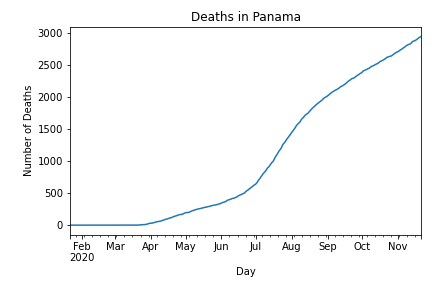 Deaths in Panama
3000
2500
2000
1500
1000
500
0
Number of Deaths
Feb Mar Apr May Jun Jul Aug Sep Oct Nov
2020
Day